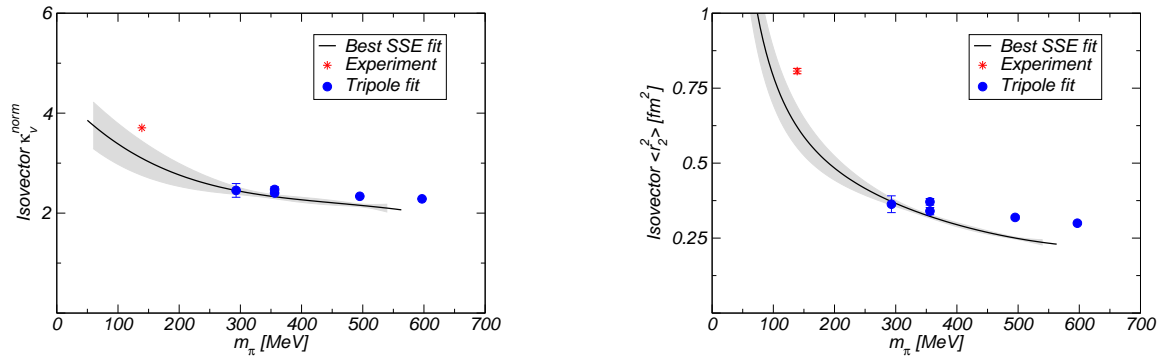 6
4
2
Isovector κ_v^norm
Best SSE fit
Experiment
Tripole fit
0 100 200 300 400 500 600 700
m_π [MeV]
1
0.75
0.5
0.25
Isovector <r_2^2> [fm^2]
Best SSE fit
Experiment
Tripole fit
0 100 200 300 400 500 600 700
m_π [MeV]